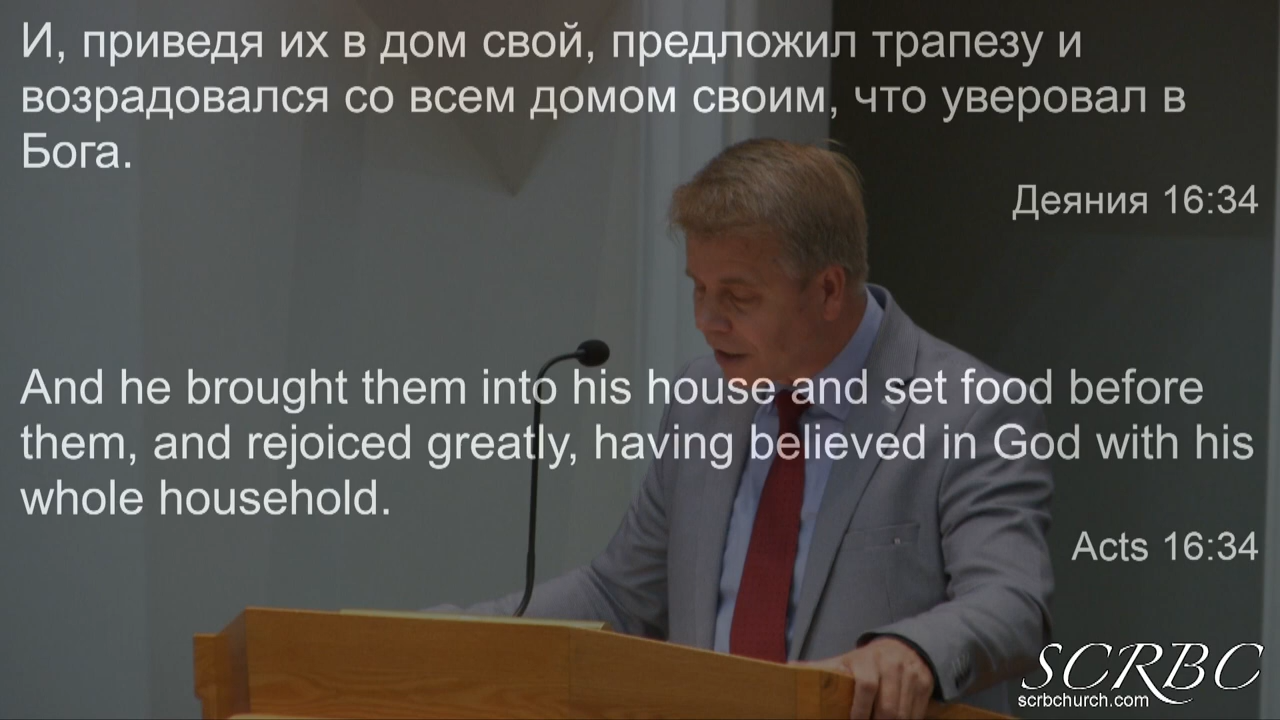 И, приведя их в дом свой, предложил трапезу и
возрадовался со всем домом своим, что уверовал в
Бога.
Деяния 16:34
And he brought them into his house and set food before
them, and rejoiced greatly, having believed in God with his
whole household.
Acts 16:34
SCRBC
scrbchurch.com